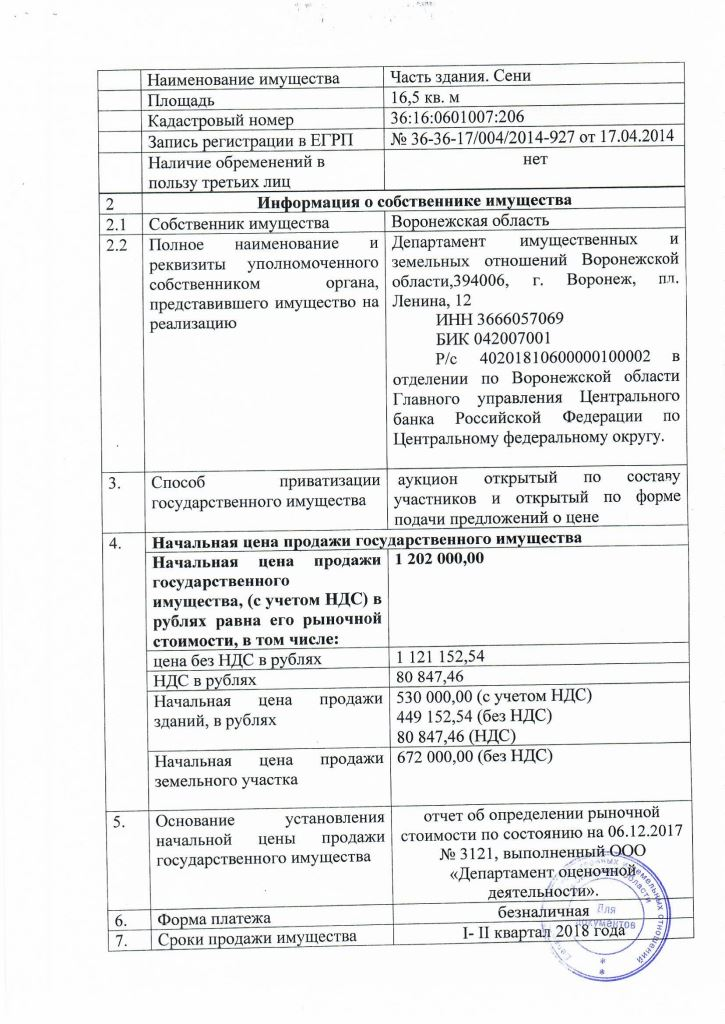 Наименование имущества Часть здания. Сени
Площадь 16,5 кв. м
Кадастровый номер 36:16:0601007:206
Запись регистрации в ЕГРП № 36-36-17/004/2014-927 от 17.04.2014
Наличие обременений в нет
пользу третьих лиц
2 Информация о собственнике имущества
2.1 Собственник имущества Воронежская область
2.2 Полное наименование и
реквизиты уполномоченного
собственником органа,
представившего имущество на
реализацию
Департамент имущественных и
земельных отношений Воронежской
области,394006, г. Воронеж, пл.
Ленина, 12
ИНН 3666057069
БИК 042007001
Р/с 40201810600000100002 в
отделении по Воронежской области
Главного управления Центрального
банка Российской Федерации по
Центральному федеральному округу.
3. Способ приватизации
государственного имущества
аукцион открытый по составу
участников и открытый по форме
подачи предложений о цене
4. Начальная цена продажи государственного имущества
Начальная цена продажи
государственного
имущества, (с учетом НДС) в
рублях равна его рыночной
стоимости, в том числе:
1 202 000,00
цена без НДС в рублях 1 121 152,54
НДС в рублях 80 847,46
Начальная цена продажи
зданий, в рублях
530 000,00 (с учетом НДС)
449 152,54 (без НДС)
80 847,46 (НДС)
Начальная цена продажи
земельного участка
672 000,00 (без НДС)
5. Основание установления
начальной цены продажи
государственного имущества
отчет об определении рыночной
стоимости по состоянию на 06.12.2017
№ 3121, выполненный ООО
«Департамент оценочной
деятельности».
6. Форма платежа безналичная
7. Сроки продажи имущества I- II квартал 2018 года
Для
документов
земельных отношений
области